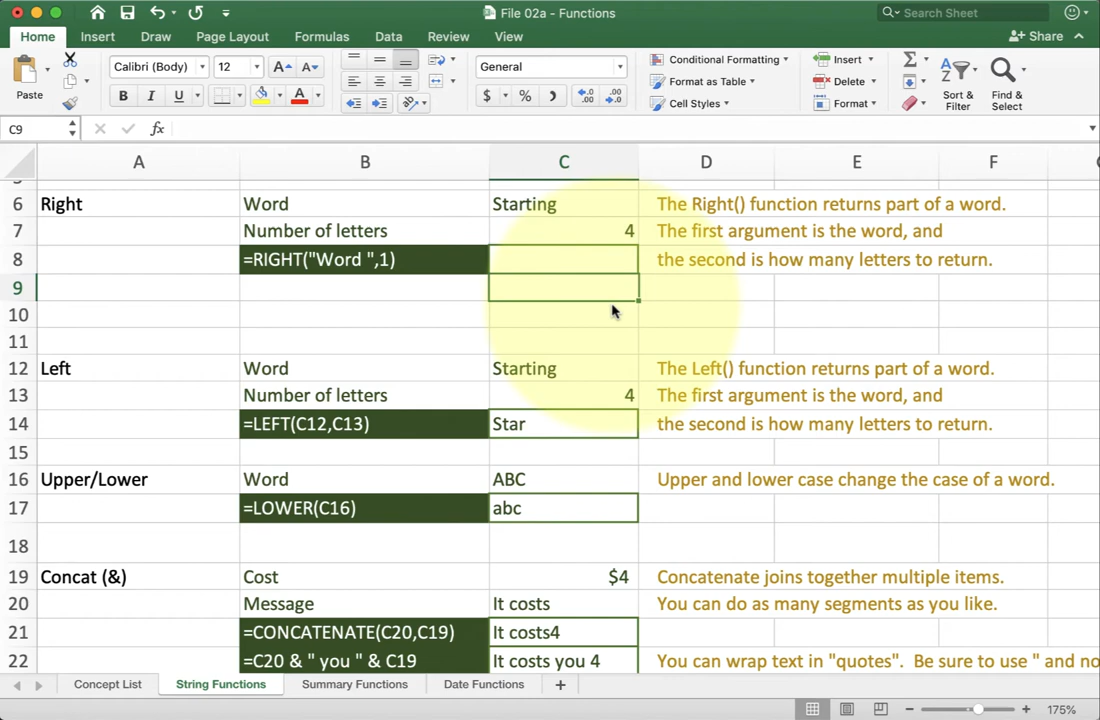 File 02a - Functions
Search Sheet
Home Insert Draw Page Layout Formulas Data Review View Share
Paste
Calibri (Body) 12 A A
B I U A
General
$ %
Conditional Formatting
Format as Table
Cell Styles
Insert
Delete
Format
Sort & Filter
Find & Select
C9 fx
A B C D E F
6 Right Word Starting The Right() function returns part of a word.
7 Number of letters 4 The first argument is the word, and
8 =RIGHT("Word ",1) the second is how many letters to return.
9
10
11
12 Left Word Starting The Left() function returns part of a word.
13 Number of letters 4 The first argument is the word, and
14 =LEFT(C12,C13) Star the second is how many letters to return.
15
16 Upper/Lower Word ABC Upper and lower case change the case of a word.
17 =LOWER(C16) abc
18
19 Concat (&) Cost $4 Concatenate joins together multiple items.
20 Message It costs You can do as many segments as you like.
21 =CONCATENATE(C20,C19) It costs4
22 =C20 & " you " & C19 It costs you 4 You can wrap text in "quotes". Be sure to use " and no
Concept List String Functions Summary Functions Date Functions +
175%